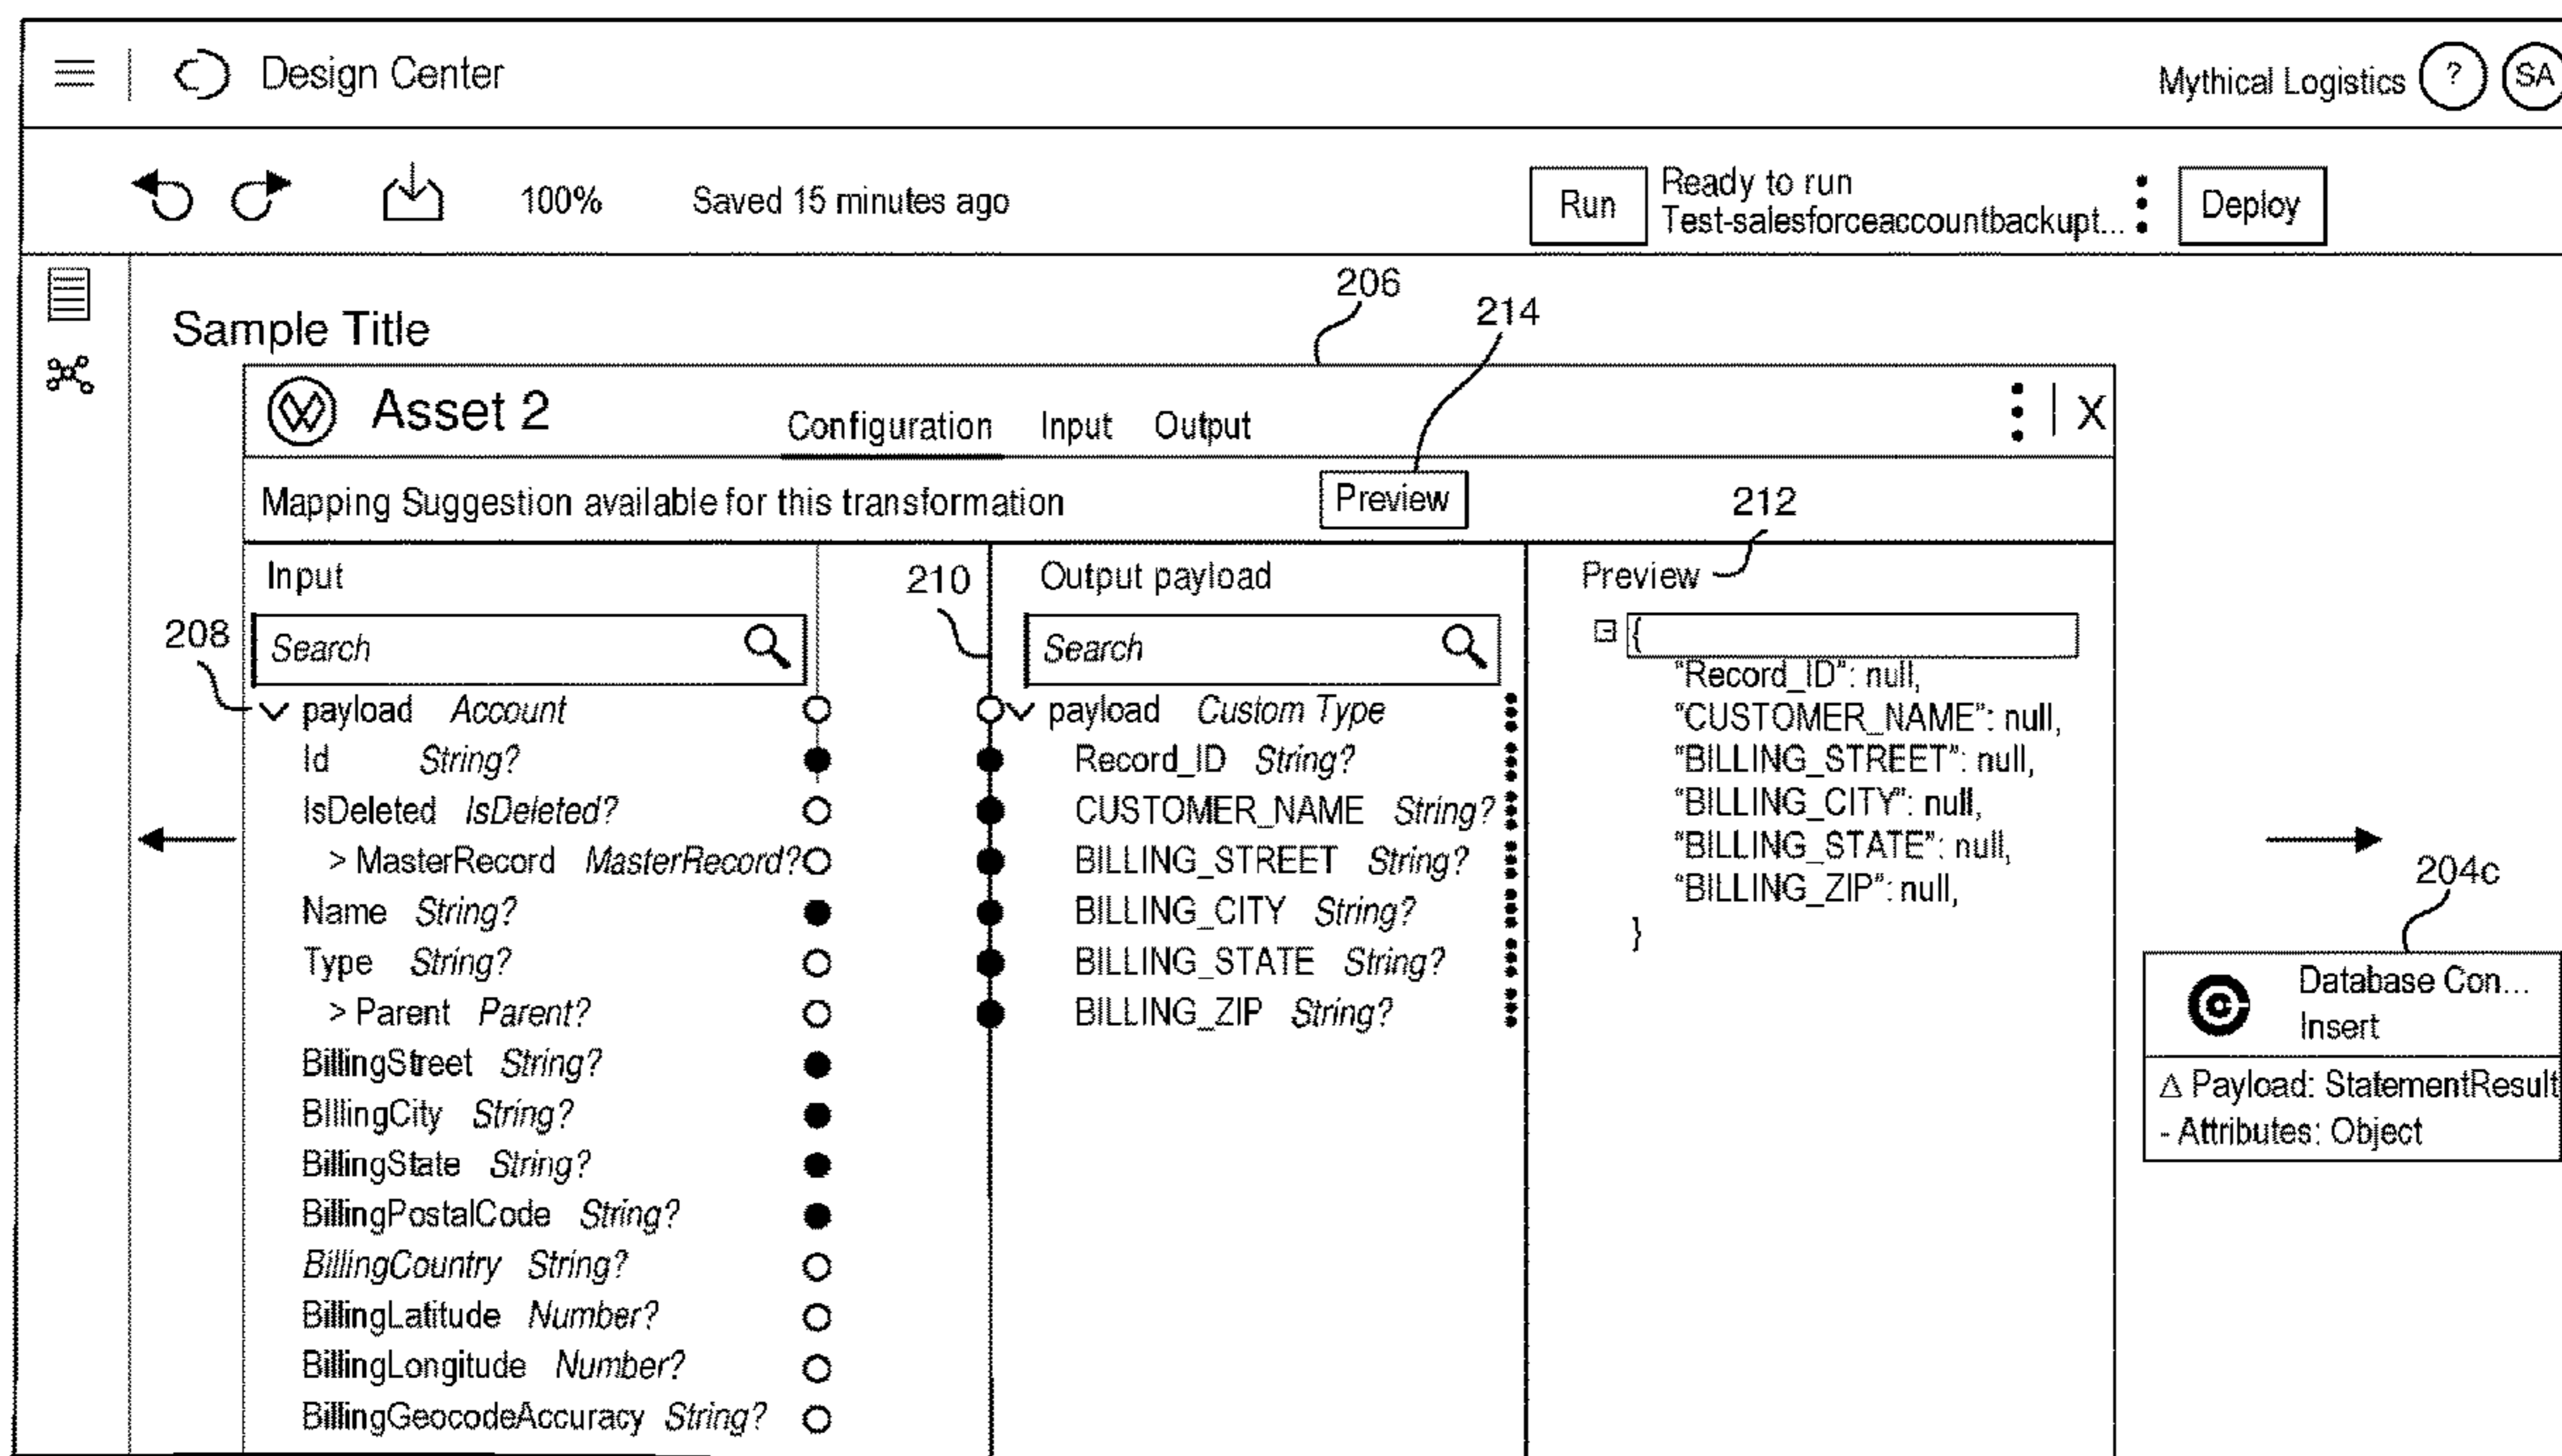 Design Center
Mythical Logistics ? SA
100% Saved 15 minutes ago
Run
Ready to run
Test-salesforceaccountbackupt...
Deploy
206
214
Sample Title
Asset 2 Configuration Input Output X
Mapping Suggestion available for this transformation Preview
212
Input
210
Output payload
Preview
208
Search
Search
payload Account
Id String?
IsDeleted IsDeleted?
> MasterRecord MasterRecord?
Name String?
Type String?
> Parent Parent?
BillingStreet String?
BIllingCity String?
BillingState String?
BillingPostalCode String?
BillingCountry String?
BillingLatitude Number?
BillingLongitude Number?
BillingGeocodeAccuracy String?
payload Custom Type
Record_ID String?
CUSTOMER_NAME String?
BILLING_STREET String?
BILLING_CITY String?
BILLING_STATE String?
BILLING_ZIP String?
{
"Record_ID": null,
"CUSTOMER_NAME": null,
"BILLING_STREET": null,
"BILLING_CITY": null,
"BILLING_STATE": null,
"BILLING_ZIP": null,
}
204c
Database Con...
Insert
Δ Payload: StatementResult
- Attributes: Object